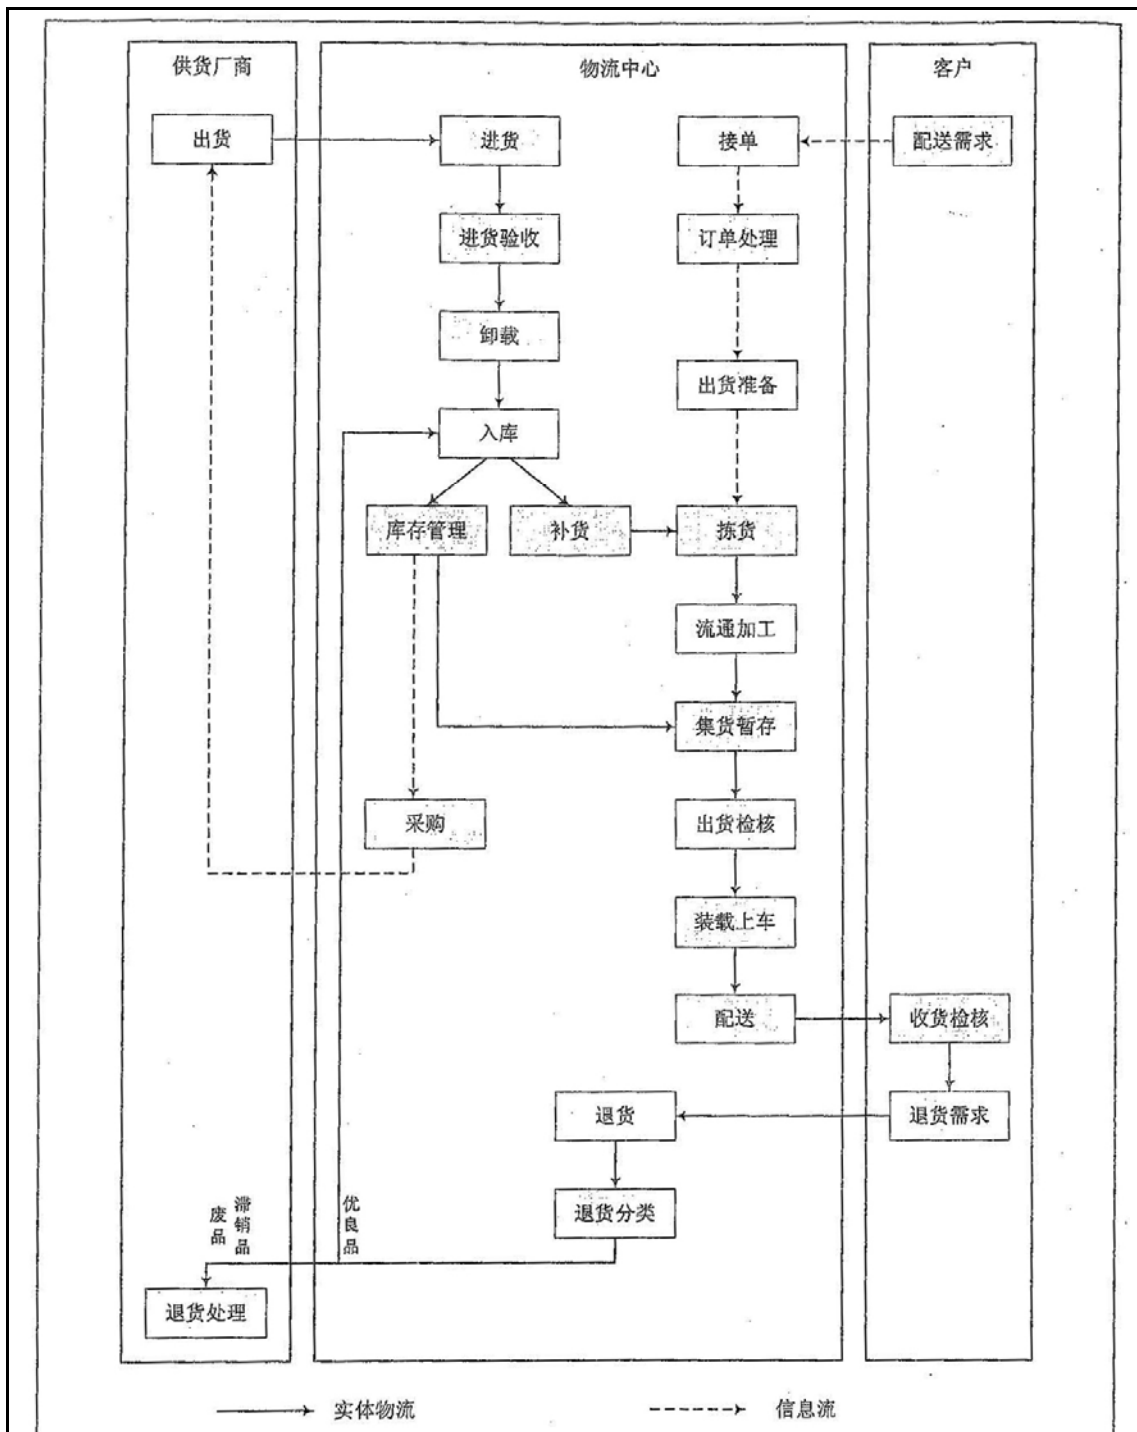 供货厂商
物流中心
客户
出货
进货
接单
配送需求
进货验收
订单处理
卸载
出货准备
入库
库存管理
补货
拣货
流通加工
集货暂存
采购
出货检核
装载上车
配送
收货检核
退货
退货需求
退货分类
废品
滞销品
优良品
退货处理
实体物流
信息流